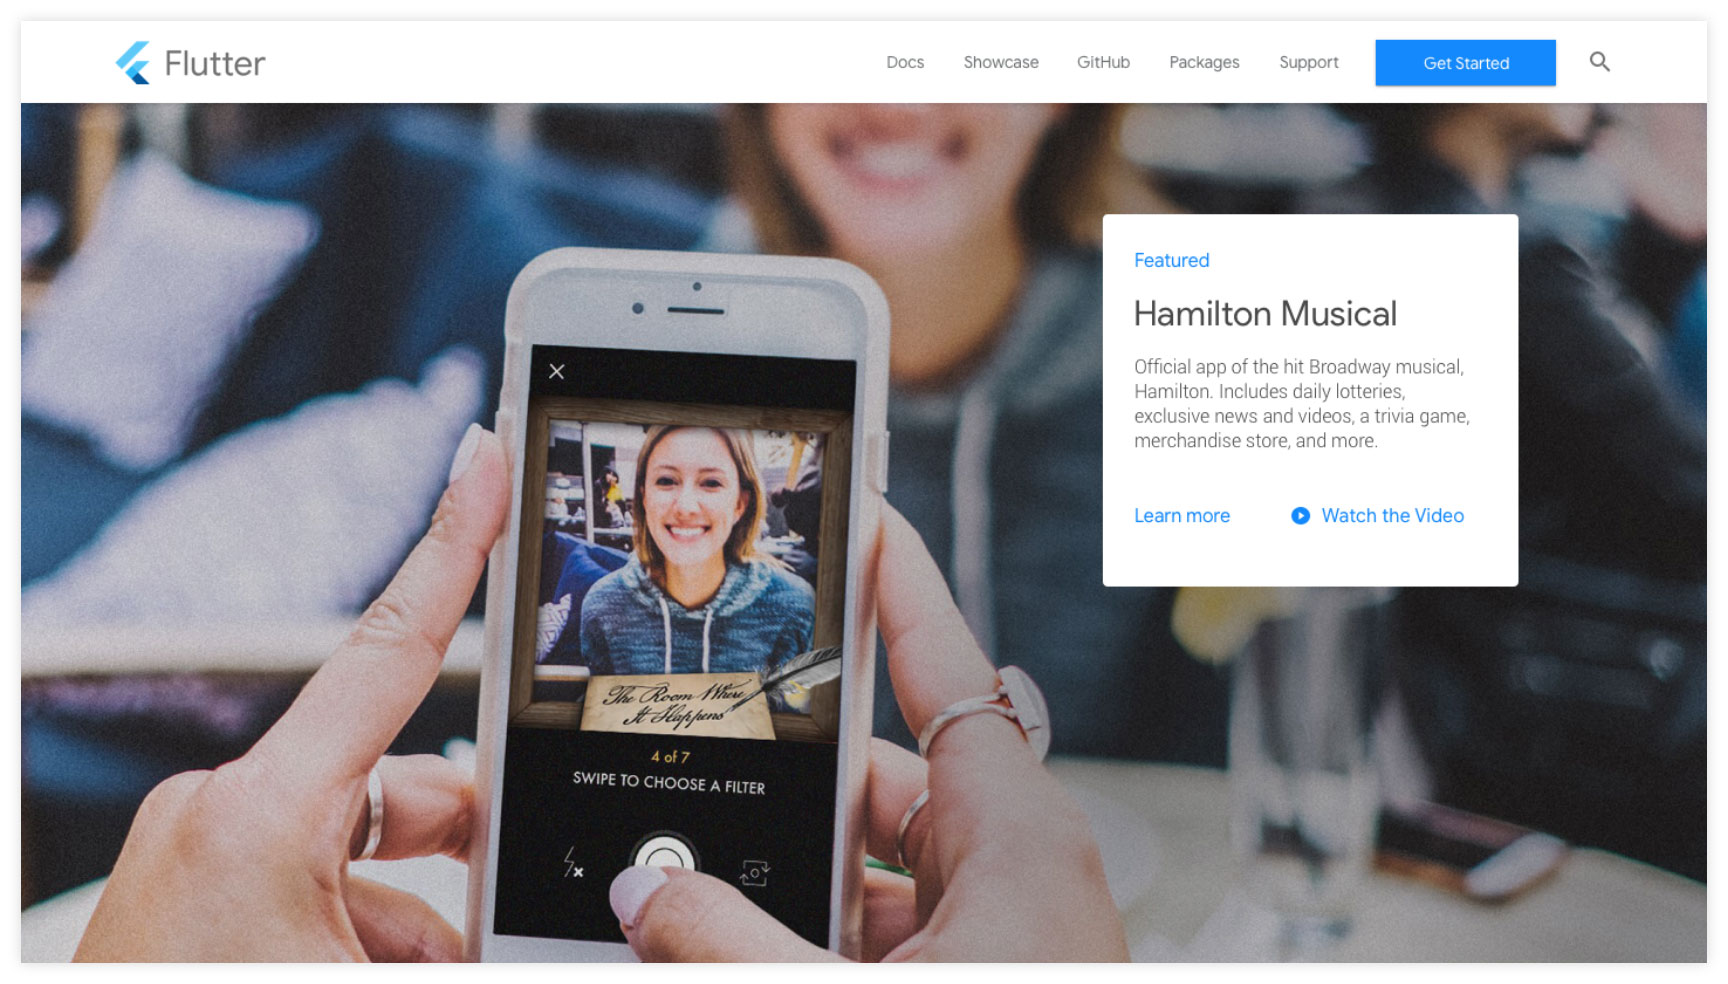 Flutter
Docs
Showcase
GitHub
Packages
Support
Get Started
Featured
Hamilton Musical
Official app of the hit Broadway musical,
Hamilton. Includes daily lotteries,
exclusive news and videos, a trivia game,
merchandise store, and more.
Learn more
Watch the Video
The Room Where
It Happens
4 of 7
SWIPE TO CHOOSE A FILTER